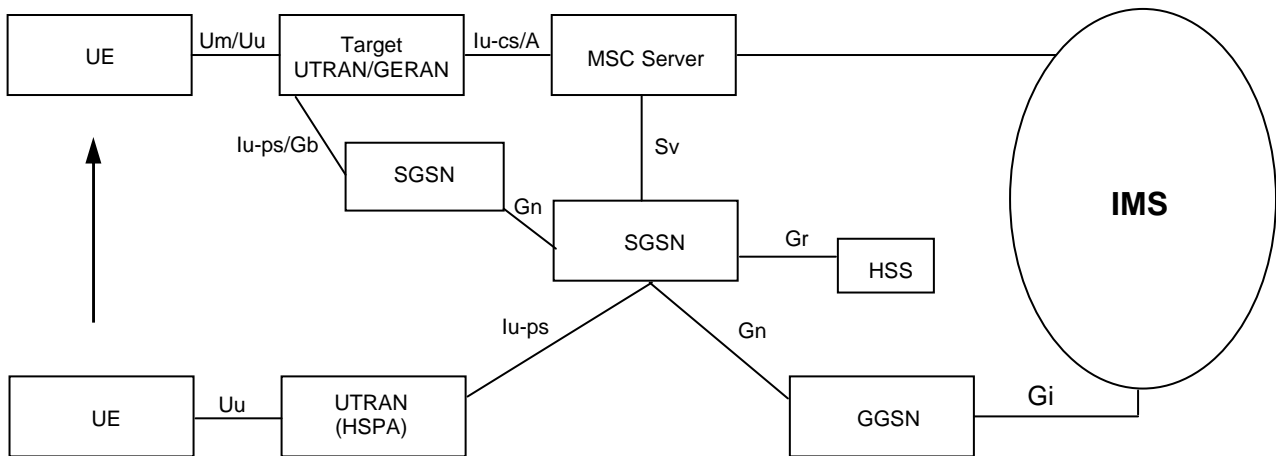 UE
Um/Uu
Target
UTRAN/GERAN
Iu-cs/A
MSC Server
Iu-ps/Gb
SGSN
Sv
Gn
SGSN
Gr
HSS
IMS
Iu-ps
Gn
UE
Uu
UTRAN
(HSPA)
GGSN
Gi